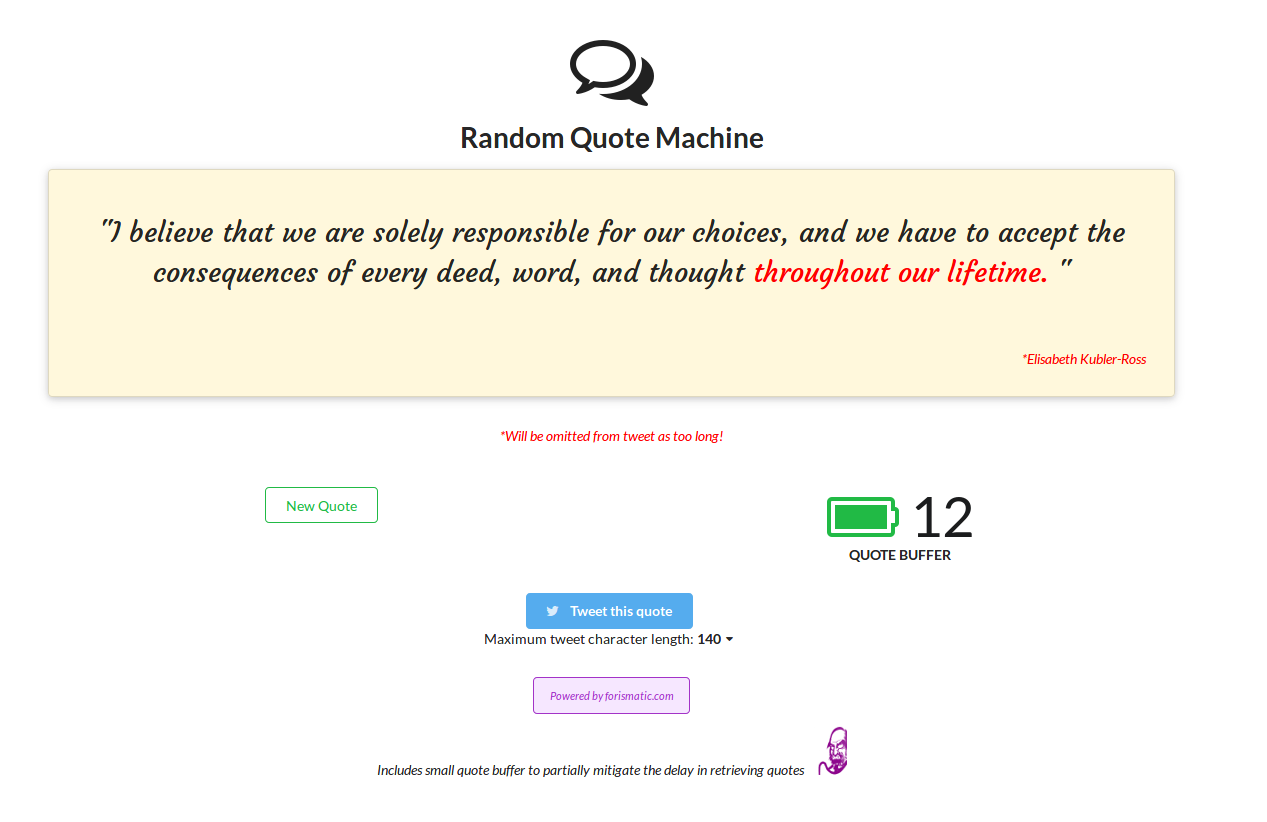 Random Quote Machine
"I believe that we are solely responsible for our choices, and we have to accept the
consequences of every deed, word, and thought throughout our lifetime. "
*Elisabeth Kubler-Ross
*Will be omitted from tweet as too long!
New Quote
12
QUOTE BUFFER
Tweet this quote
Maximum tweet character length: 140
Powered by forismatic.com
Includes small quote buffer to partially mitigate the delay in retrieving quotes